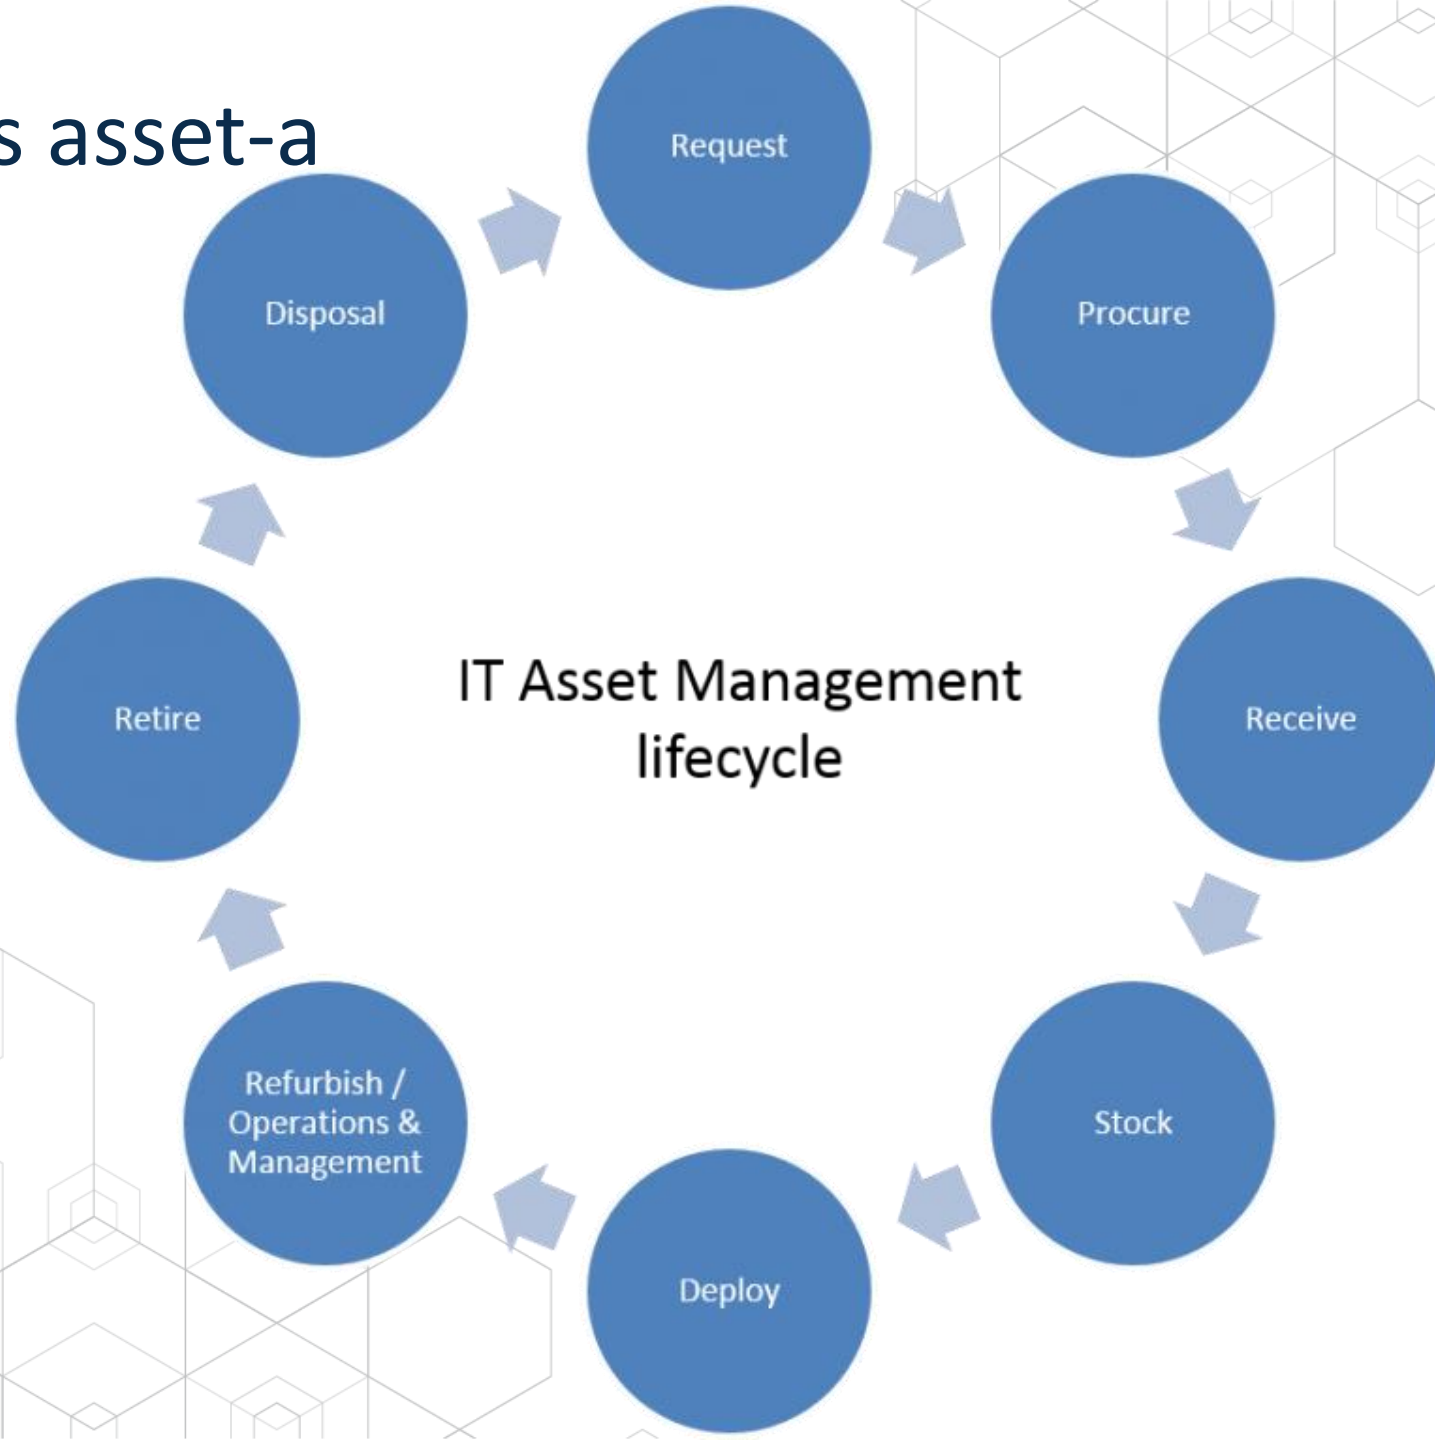 s asset-a
Request
Procure
Receive
Stock
Deploy
Refurbish /
Operations &
Management
Retire
Disposal
IT Asset Management
lifecycle